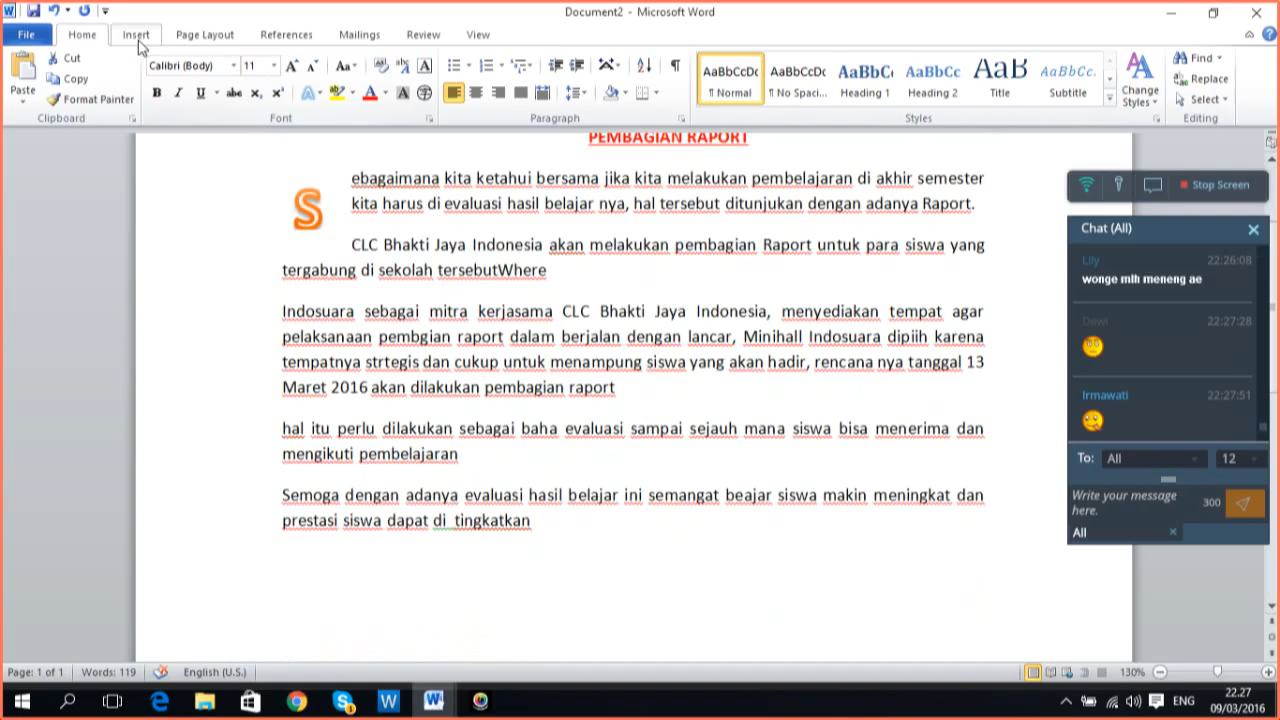 Document2 - Microsoft Word
File Home Insert Page Layout References Mailings Review View
Paste
Cut
Copy
Format Painter
Clipboard
Calibri (Body) 11
Font
Paragraph
AaBbCcDc AaBbCcDc AaBbCc AaBbCc AaB AaBbCc.
¶ Normal ¶ No Spaci... Heading 1 Heading 2 Title Subtitle
Change Styles
Styles
Find
Replace
Select
Editing
PEMBAGIAN RAPORT
Sebagaimana kita ketahui bersama jika kita melakukan pembelajaran di akhir semester
kita harus di evaluasi hasil belajar nya, hal tersebut ditunjukan dengan adanya Raport.
CLC Bhakti Jaya Indonesia akan melakukan pembagian Raport untuk para siswa yang
tergabung di sekolah tersebutWhere
Indosuara sebagai mitra kerjasama CLC Bhakti Jaya Indonesia, menyediakan tempat agar
pelaksanaan pembgian raport dalam berjalan dengan lancar, Minihall Indosuara dipiih karena
tempatnya strtegis dan cukup untuk menampung siswa yang akan hadir, rencana nya tanggal 13
Maret 2016 akan dilakukan pembagian raport
hal itu perlu dilakukan sebagai baha evaluasi sampai sejauh mana siswa bisa menerima dan
mengikuti pembelajaran
Semoga dengan adanya evaluasi hasil belajar ini semangat beajar siswa makin meningkat dan
prestasi siswa dapat di tingkatkan
Stop Screen
Chat (All)
Lily 22:26:08
wonge mlh meneng ae
Dewi 22:27:28
Irmawati 22:27:51
To: All 12
Write your message here. 300
All
Page: 1 of 1 Words: 119 English (U.S.) 130%
ENG
22.27
09/03/2016